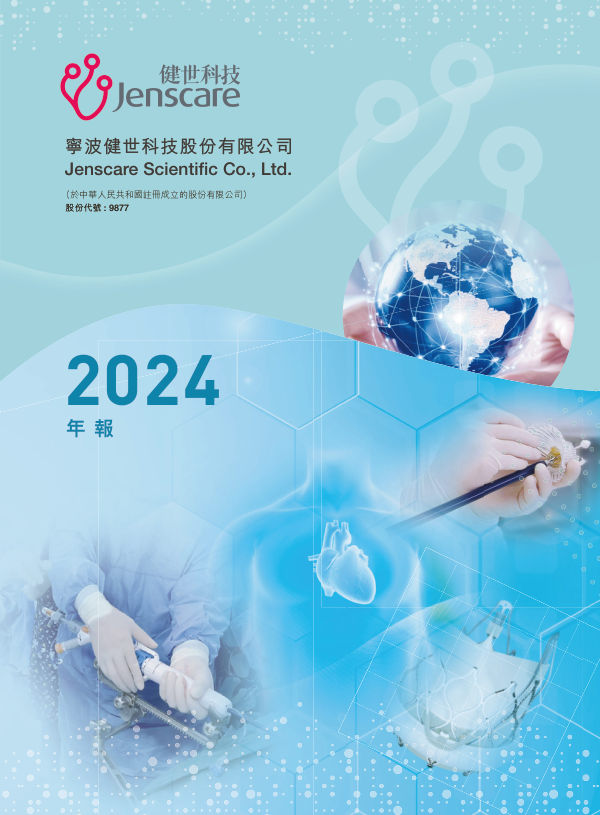 健世科技
Jenscare
寧波健世科技股份有限公司
Jenscare Scientific Co., Ltd.
（於中華人民共和國註冊成立的股份有限公司）
股份代號 : 9877
2024
年報